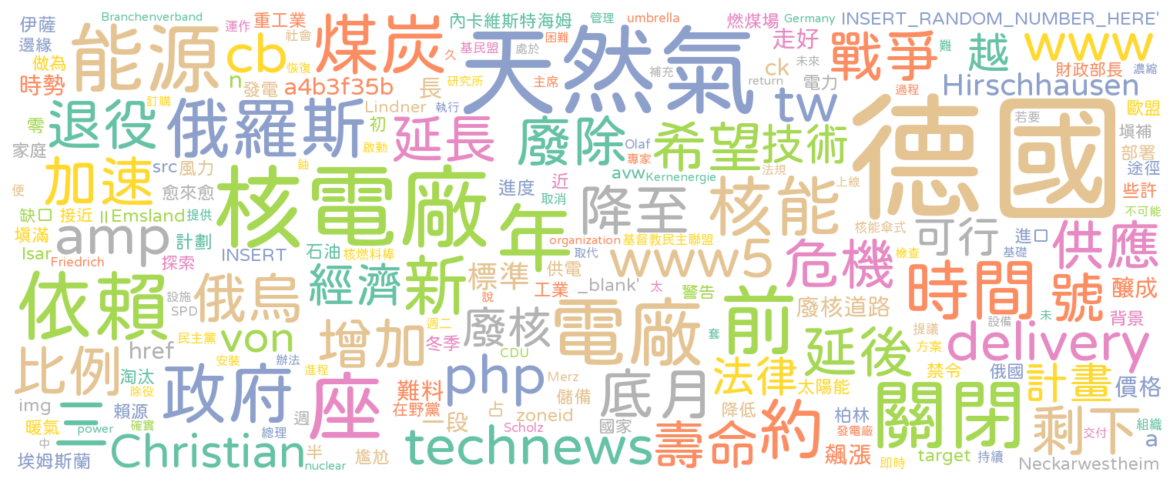 伊薩 Branchenverband 運作 重工業 社會 內卡維斯特海姆 管理 umbrella 燃煤場 Germany INSERT_RANDOM_NUMBER_HERE'
邊緣 能源 cb 恢復 煤炭 久 基民盟 困難 處於 天然氣 走好 未來 戰爭 越 難 www 財政部長 濃縮
做為 時勢 n 發電 a4b3f35b 長 研究所 主席 補充 return ck 電力 過程 Hirschhausen 歐盟
零 退役 訂購 俄羅斯 Lindner 執行 延長 初 啟動 鈾 廢除 Olaf 專家 希望 技術 tw 法規 德國 若要 填補 部署
家庭 加速 src 風力 愈來愈 核電廠 進度 近 取消 avw Kernenergie 降至 核能 上線 途徑 些許 不可能
便 缺口 接近 II Emsland 提供 年 organization 基督教民主聯盟 核能傘式 可行 進口 基礎 供應
填滿 計劃 amp INSERT 石油 核燃料棒 新 標準 供電 取代 www5 危機 檢查 時間 號 釀成
Isar Friedrich 探索 設施 經濟 說 工業 _blank' 太 警告 前 廢核道路 設備 未 背景
依賴 俄烏 SPD von 增加 週二 冬季 廢核 電廠 套 延後 提議 方案 delivery
比例 href 民主黨 安裝 辦法 CDU php Merz 儲備 底 月 法律 太陽能 禁令 俄國 計畫 價格
淘汰 除役 進程 政府 座 難料 在野黨 一段 占 zoneid 國家 壽命 約 降低 柏林 發電廠 關閉 剩下 組織
img 三 賴源 確實 週 Scholz 飆漲 即時 交付 a
暖氣 power 總理 半
埃姆斯蘭 中 Christian nuclear 尷尬 technews target 持續 Neckarwestheim